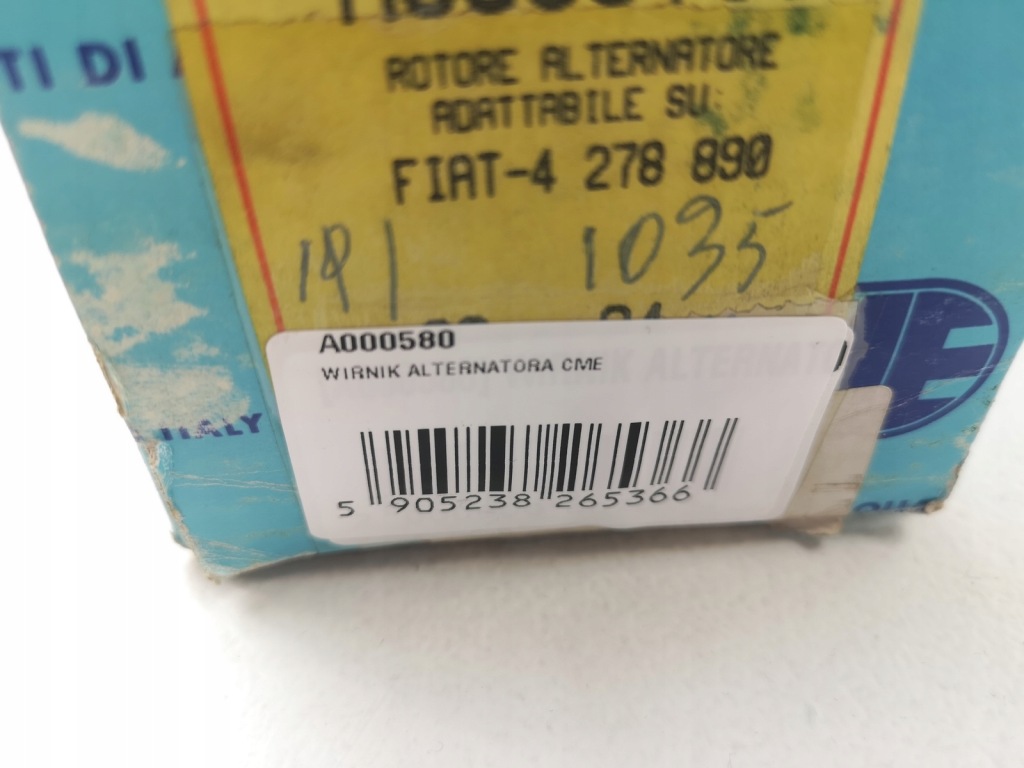 TI DI
ROTORE ALTERNATORE
ADATTABILE SU:
FIAT-4 278 890
1035
A000580
WIRNIK ALTERNATORA CME
5 905238 265366
ITALY